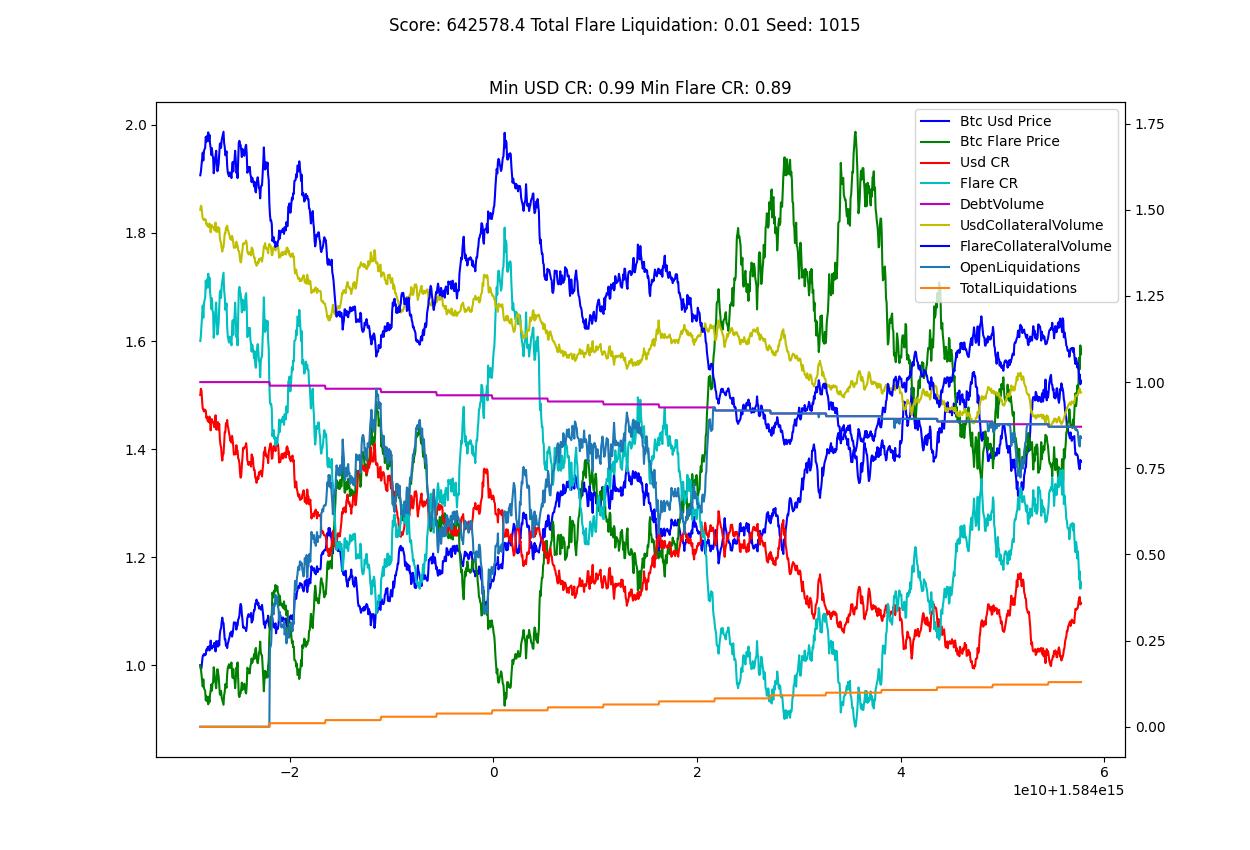 Score: 642578.4 Total Flare Liquidation: 0.01 Seed: 1015
Min USD CR: 0.99 Min Flare CR: 0.89
Btc Usd Price
Btc Flare Price
Usd CR
Flare CR
DebtVolume
UsdCollateralVolume
FlareCollateralVolume
OpenLiquidations
TotalLiquidations
2.0
1.8
1.6
1.4
1.2
1.0
1.75
1.50
1.25
1.00
0.75
0.50
0.25
0.00
−2
0
2
4
6
1e10+1.584e15